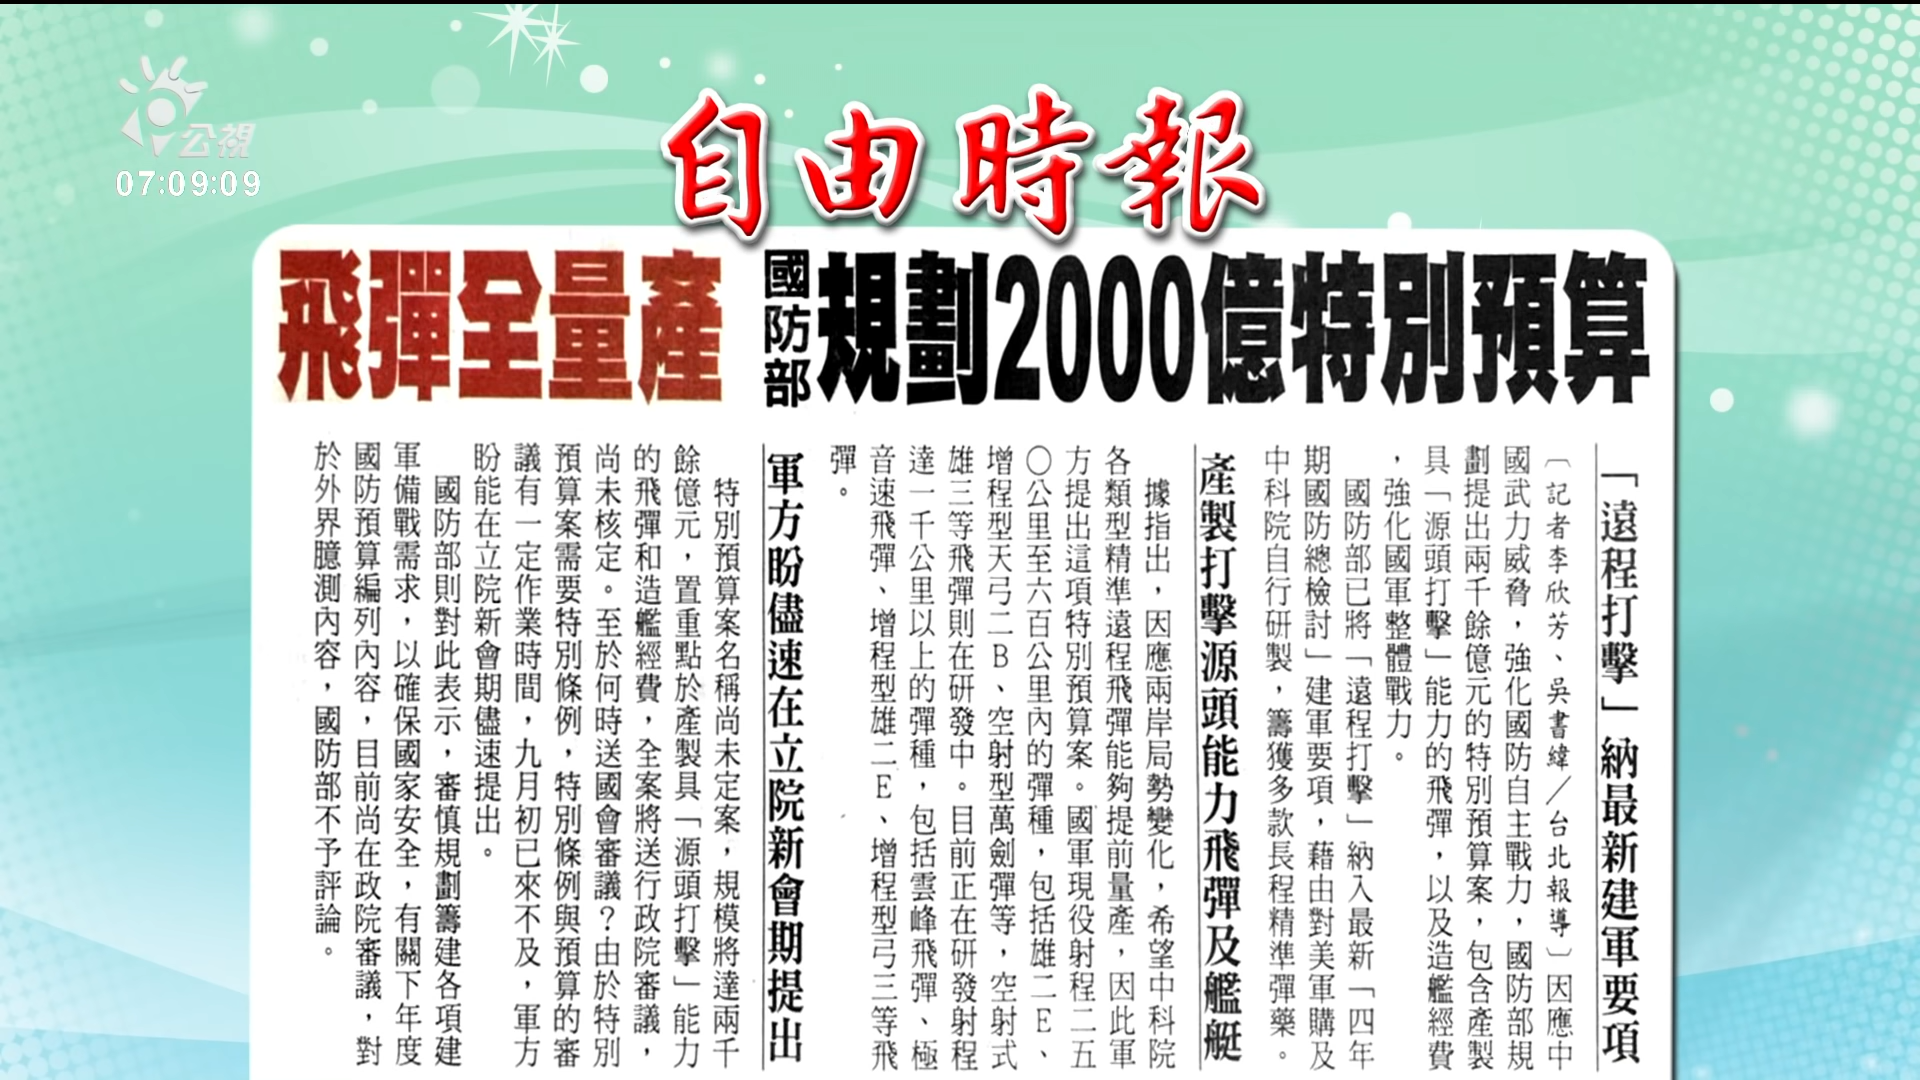 公視
07:09:09
自由時報
飛彈全量產 國防部 規劃2000億特別預算
「遠程打擊」納最新建軍要項
〔記者李欣芳、吳書緯／台北報導〕因應中
國武力威脅，強化國防自主戰力，國防部規
劃提出兩千餘億元的特別預算案，包含產製
具「源頭打擊」能力的飛彈，以及造艦經費
，強化國軍整體戰力。
國防部已將「遠程打擊」納入最新「四年
期國防總檢討」建軍要項，藉由對美軍購及
中科院自行研製，籌獲多款長程精準彈藥。
產製打擊源頭能力飛彈及艦艇
據指出，因應兩岸局勢變化，希望中科院
各類型精準遠程飛彈能夠提前量產，因此軍
方提出這項特別預算案。國軍現役射程二五
〇公里至六百公里內的彈種，包括雄二E、
增程型天弓二B、空射型萬劍彈等，空射式
雄三等飛彈則在研發中。目前正在研發射程
達一千公里以上的彈種，包括雲峰飛彈、極
音速飛彈、增程型雄二E、增程型弓三等飛
彈。
軍方盼儘速在立院新會期提出
特別預算案名稱尚未定案，規模將達兩千
餘億元，置重點於產製具「源頭打擊」能力
的飛彈和造艦經費，全案將送行政院審議，
尚未核定。至於何時送國會審議？由於特別
預算案需要特別條例，特別條例與預算的審
議有一定作業時間，九月初已來不及，軍方
盼能在立院新會期儘速提出。
國防部則對此表示，審慎規劃籌建各項建
軍備戰需求，以確保國家安全，有關下年度
國防預算編列內容，目前尚在政院審議，對
於外界臆測內容，國防部不予評論。